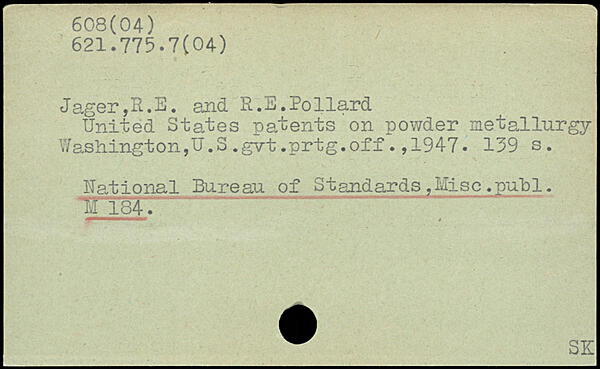 608(04)
621.775.7(04)
Jager,R.E. and R.E.Pollard
United States patents on powder metallurgy
Washington,U.S.gvt.prtg.off.,1947. 139 s.
National Bureau of Standards,Misc.publ.
M 184.
SK